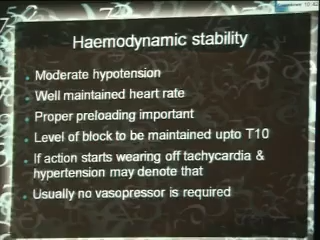 Haemodynamic stability
Moderate hypotension
Well maintained heart rate
Proper preloading important
Level of block to be maintained upto T10
If action starts wearing off tachycardia &
hypertension may denote that
Usually no vasopressor is required